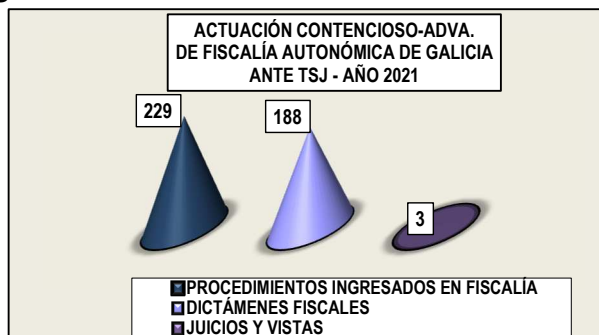 ACTUACIÓN CONTENCIOSO-ADVA.
DE FISCALÍA AUTONÓMICA DE GALICIA
ANTE TSJ - AÑO 2021
229
188
3
PROCEDIMIENTOS INGRESADOS EN FISCALÍA
DICTÁMENES FISCALES
JUICIOS Y VISTAS